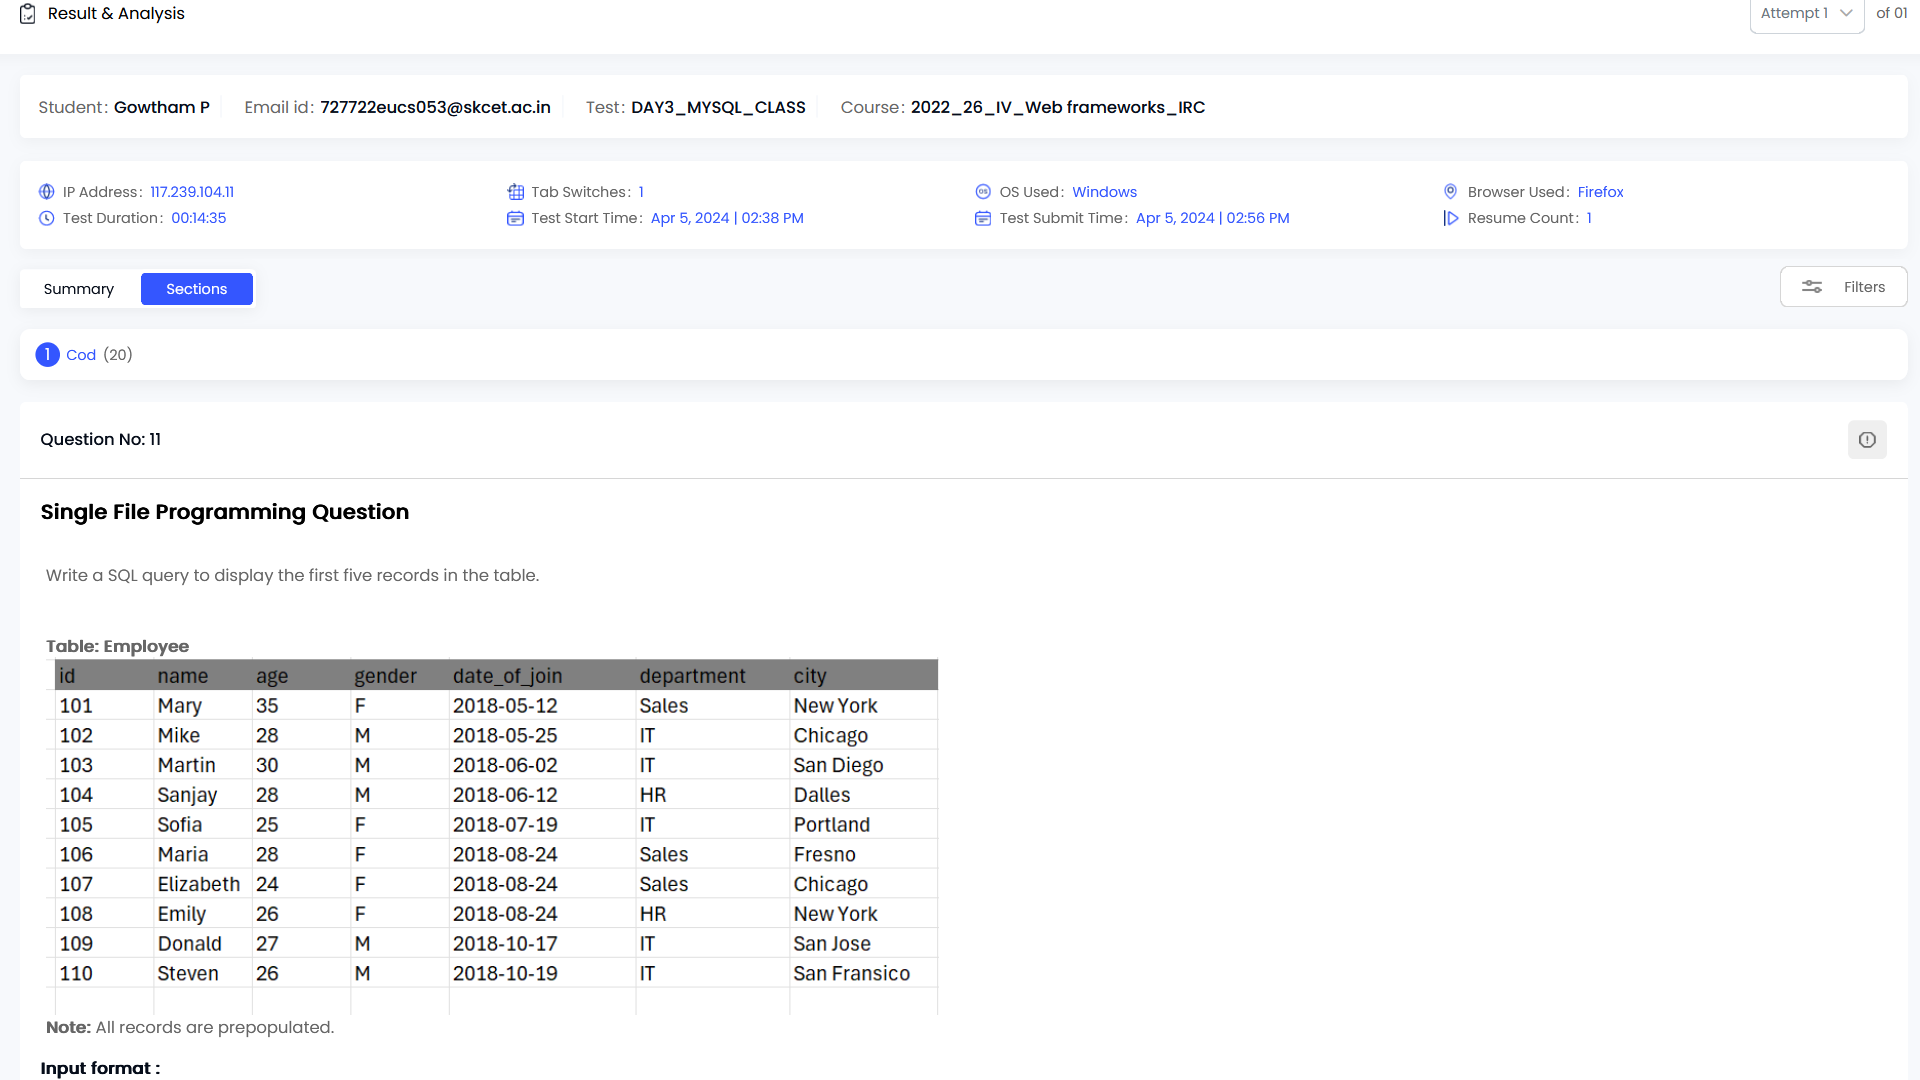 Result & Analysis
Attempt 1 of 01
Student: Gowtham P Email id: 727722eucs053@skcet.ac.in Test: DAY3_MYSQL_CLASS Course: 2022_26_IV_Web frameworks_IRC
IP Address: 117.239.104.11 Tab Switches: 1 OS Used: Windows Browser Used: Firefox
Test Duration: 00:14:35 Test Start Time: Apr 5, 2024 | 02:38 PM Test Submit Time: Apr 5, 2024 | 02:56 PM Resume Count: 1
Summary Sections Filters
1 Cod (20)
Question No: 11
Single File Programming Question
Write a SQL query to display the first five records in the table.
Table: Employee
id name age gender date_of_join department city
101 Mary 35 F 2018-05-12 Sales New York
102 Mike 28 M 2018-05-25 IT Chicago
103 Martin 30 M 2018-06-02 IT San Diego
104 Sanjay 28 M 2018-06-12 HR Dalles
105 Sofia 25 F 2018-07-19 IT Portland
106 Maria 28 F 2018-08-24 Sales Fresno
107 Elizabeth 24 F 2018-08-24 Sales Chicago
108 Emily 26 F 2018-08-24 HR New York
109 Donald 27 M 2018-10-17 IT San Jose
110 Steven 26 M 2018-10-19 IT San Fransico
Note: All records are prepopulated.
Input format :